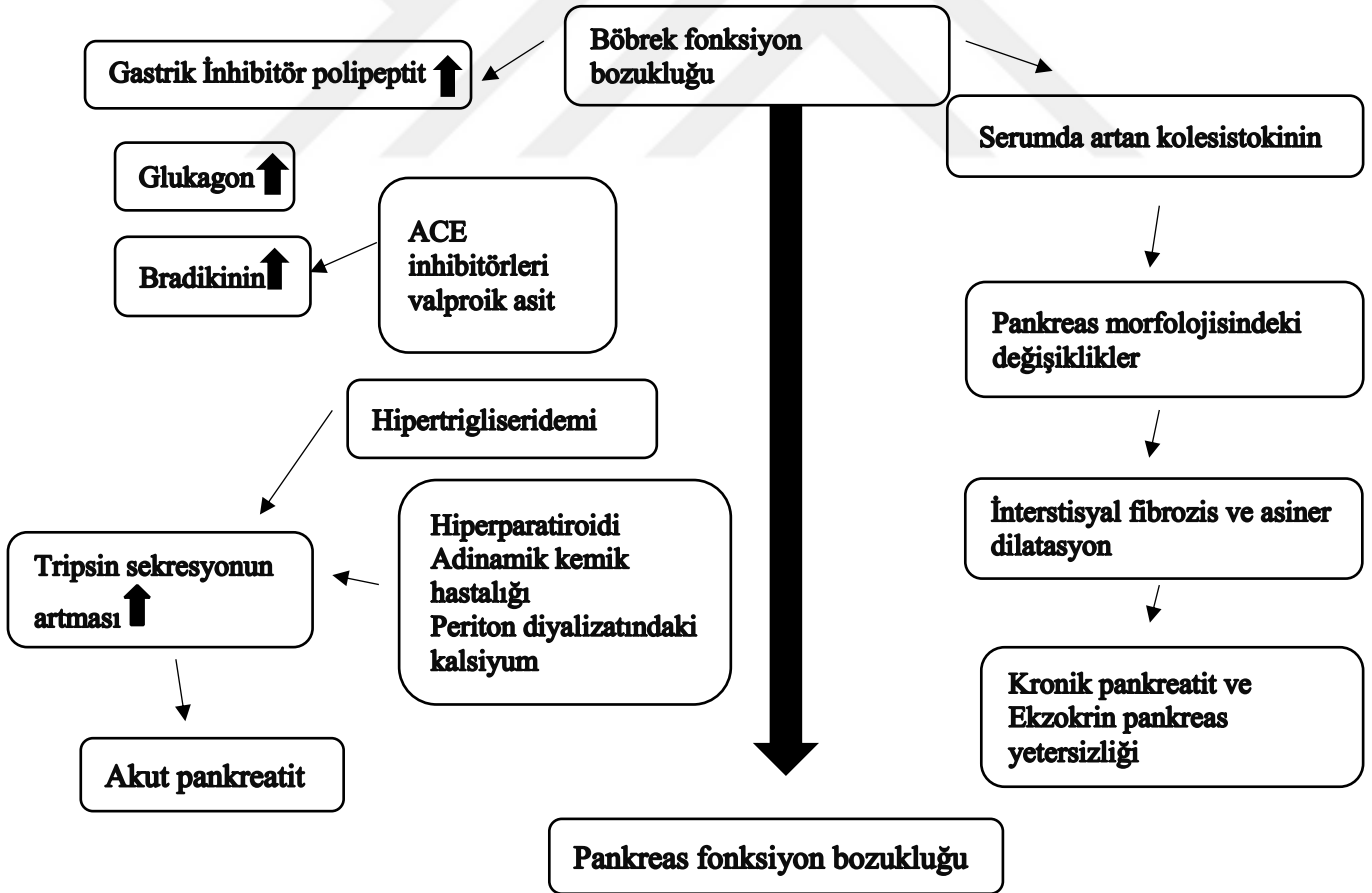 Böbrek fonksiyon
bozukluğu
Gastrik İnhibitör polipeptit
Glukagon
Bradikinin
ACE
inhibitörleri
valproik asit
Hipertrigliseridemi
Hiperparatiroidi
Adinamik kemik
hastalığı
Periton diyalizatındaki
kalsiyum
Tripsin sekresyonun
artması
Akut pankreatit
Serumda artan kolesistokinin
Pankreas morfolojisindeki
değişiklikler
İnterstisyal fibrozis ve asiner
dilatasyon
Kronik pankreatit ve
Ekzokrin pankreas
yetersizliği
Pankreas fonksiyon bozukluğu